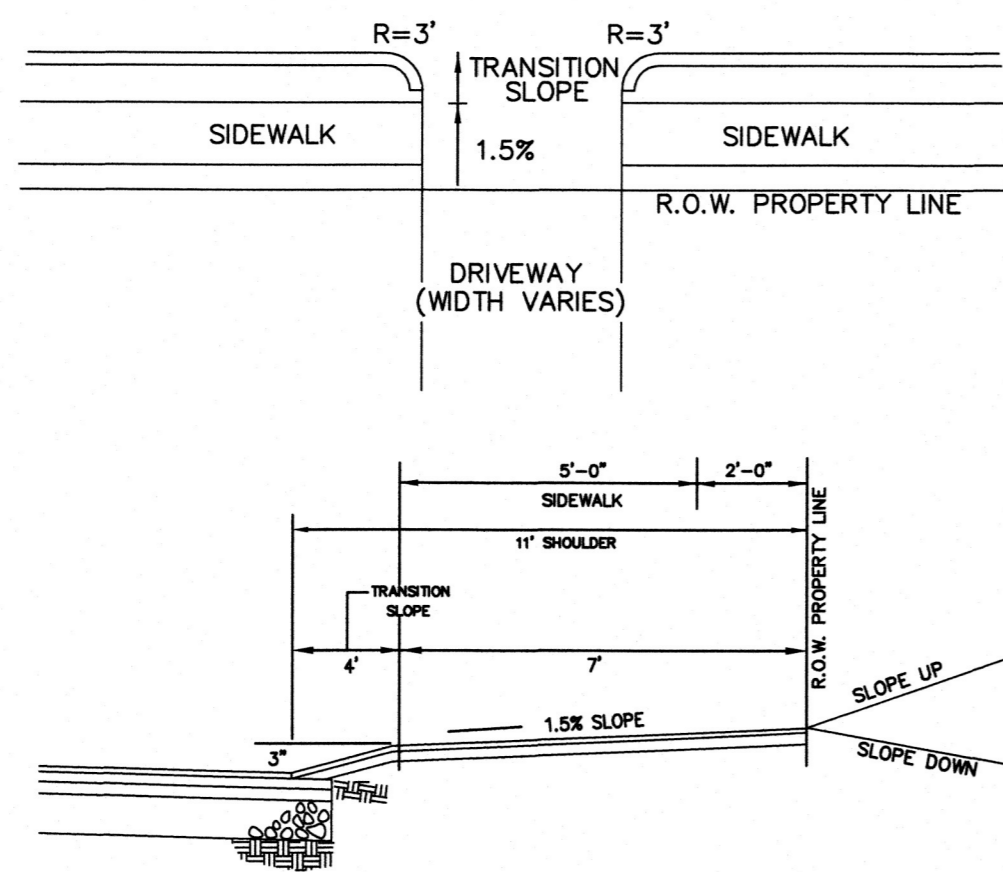 R=3'
R=3'
TRANSITION
SLOPE
SIDEWALK
SIDEWALK
1.5%
R.O.W. PROPERTY LINE
DRIVEWAY
(WIDTH VARIES)
5'-0"
2'-0"
SIDEWALK
11' SHOULDER
TRANSITION
SLOPE
4'
7'
R.O.W. PROPERTY LINE
SLOPE UP
1.5% SLOPE
3"
SLOPE DOWN